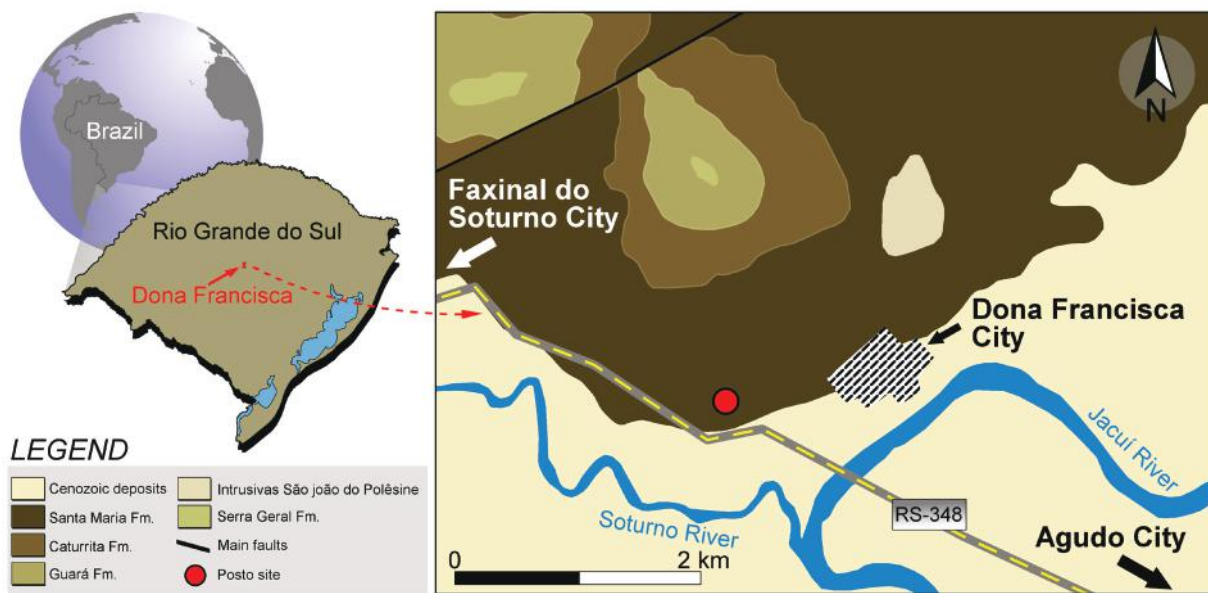 Brazil
Rio Grande do Sul
Dona Francisca
LEGEND
Cenozoic deposits
Santa Maria Fm.
Caturrita Fm.
Guará Fm.
Intrusivas São joão do Polêsine
Serra Geral Fm.
Main faults
Posto site
N
Faxinal do
Soturno City
Dona Francisca
City
Jacuí River
Soturno River
RS-348
Agudo City
0
2 km